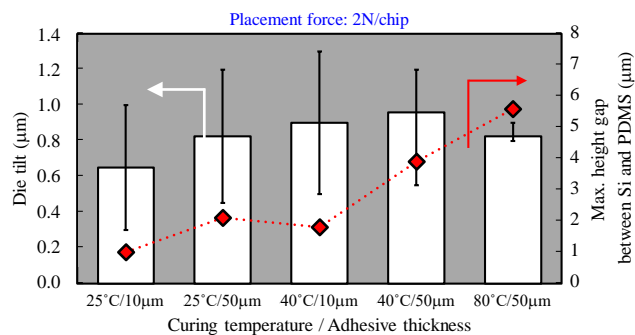 Placement force: 2N/chip
1.4
1.2
1.0
0.8
0.6
0.4
0.2
0.0
Die tilt (μm)
8
7
6
5
4
3
2
1
0
Max. height gap
between Si and PDMS (μm)
25˚C/10μm 25˚C/50μm 40˚C/10μm 40˚C/50μm 80˚C/50μm
Curing temperature / Adhesive thickness